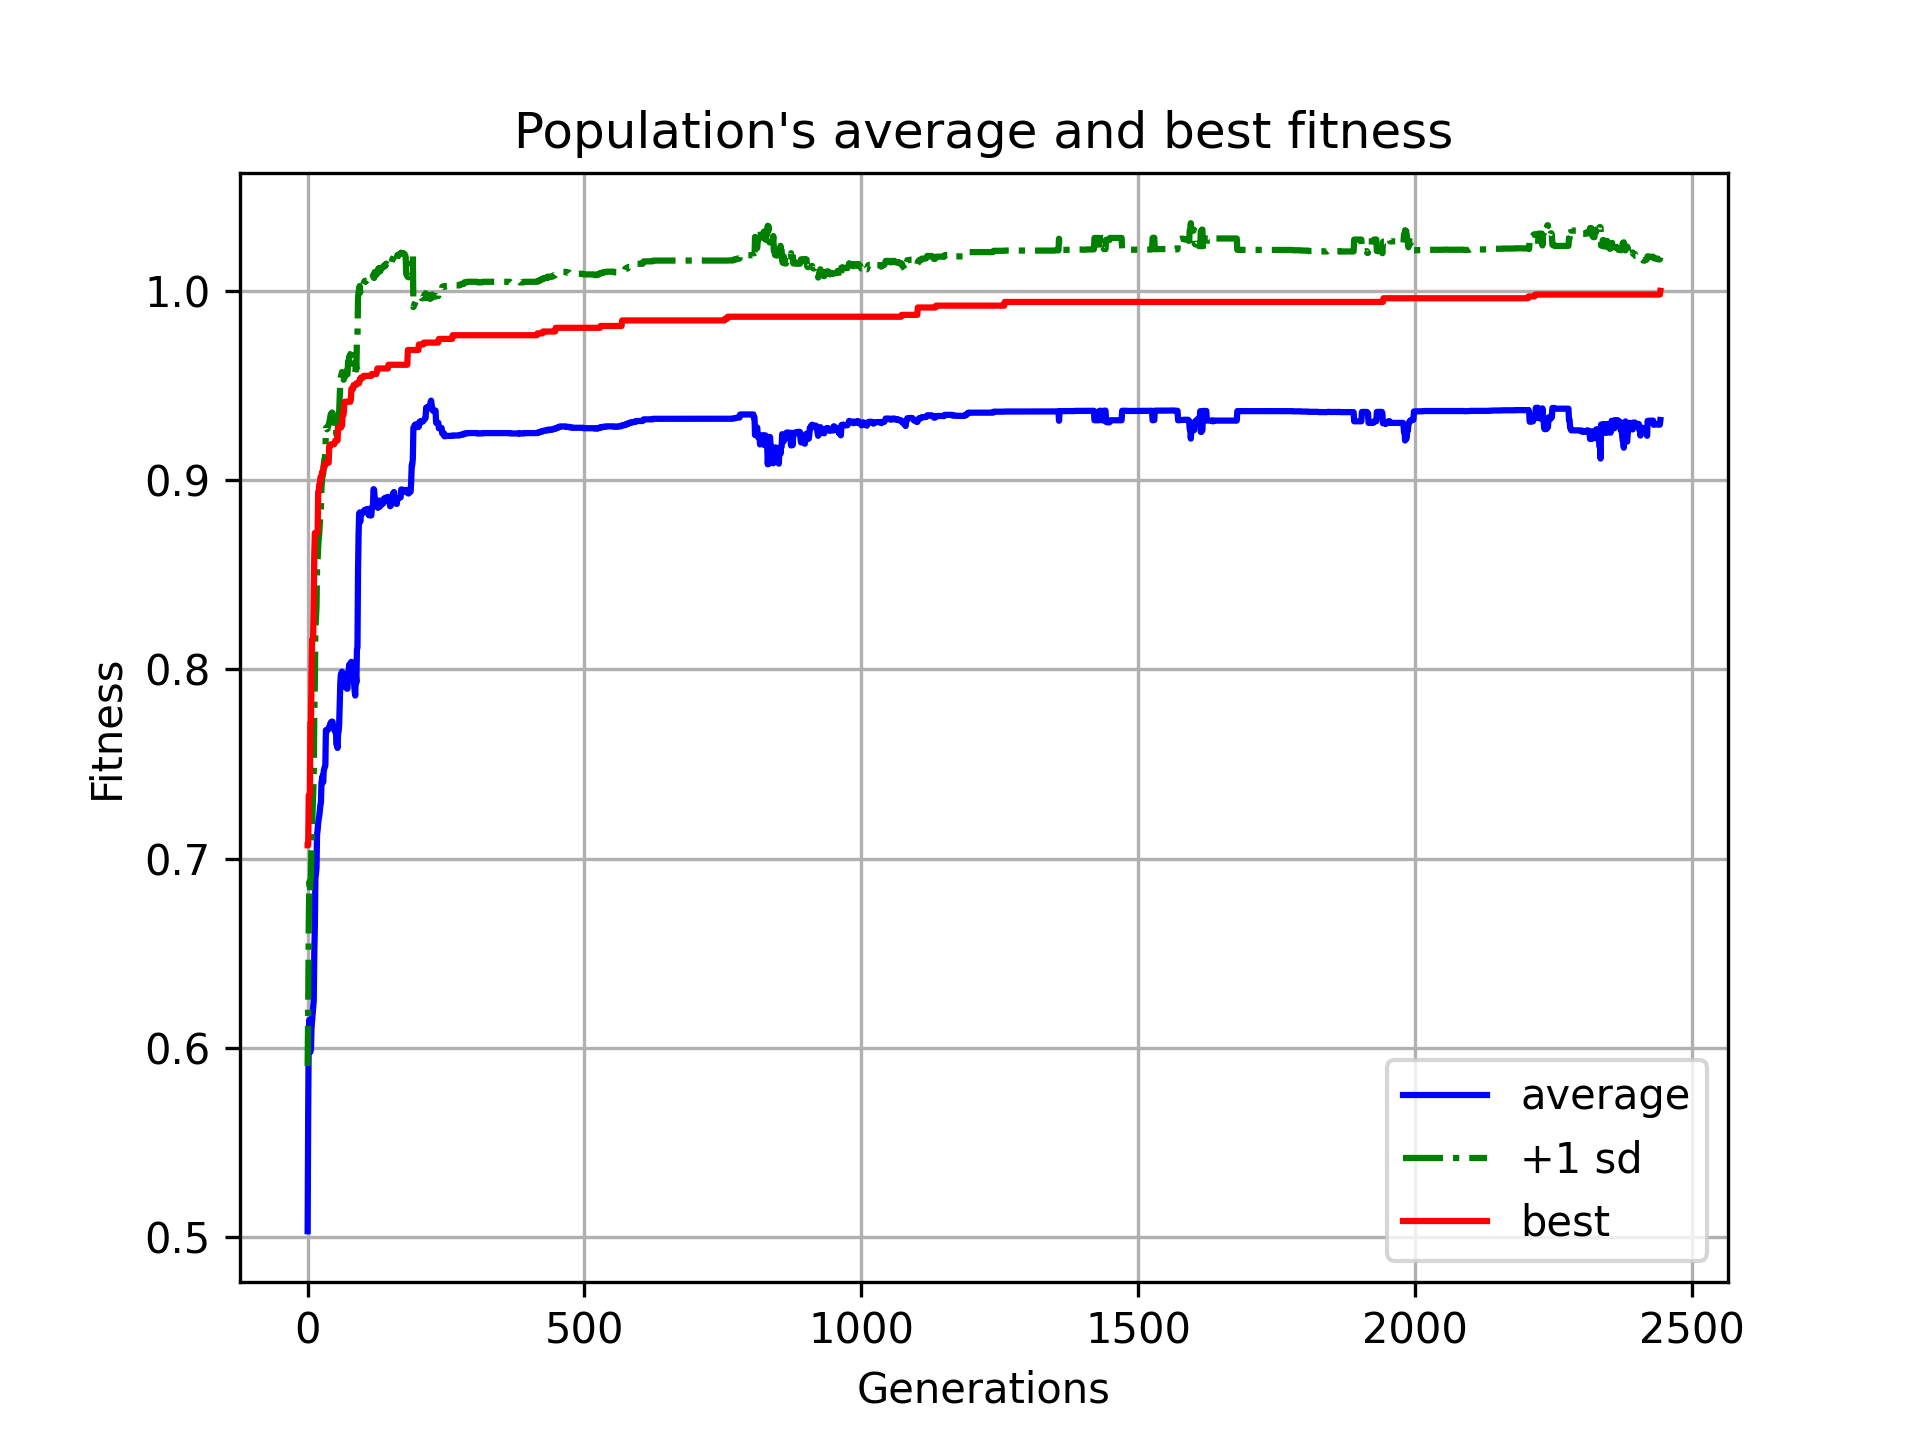 Population's average and best fitness
1.0
0.9
0.8
0.7
0.6
0.5
Fitness
0 500 1000 1500 2000 2500
Generations
average
+1 sd
best